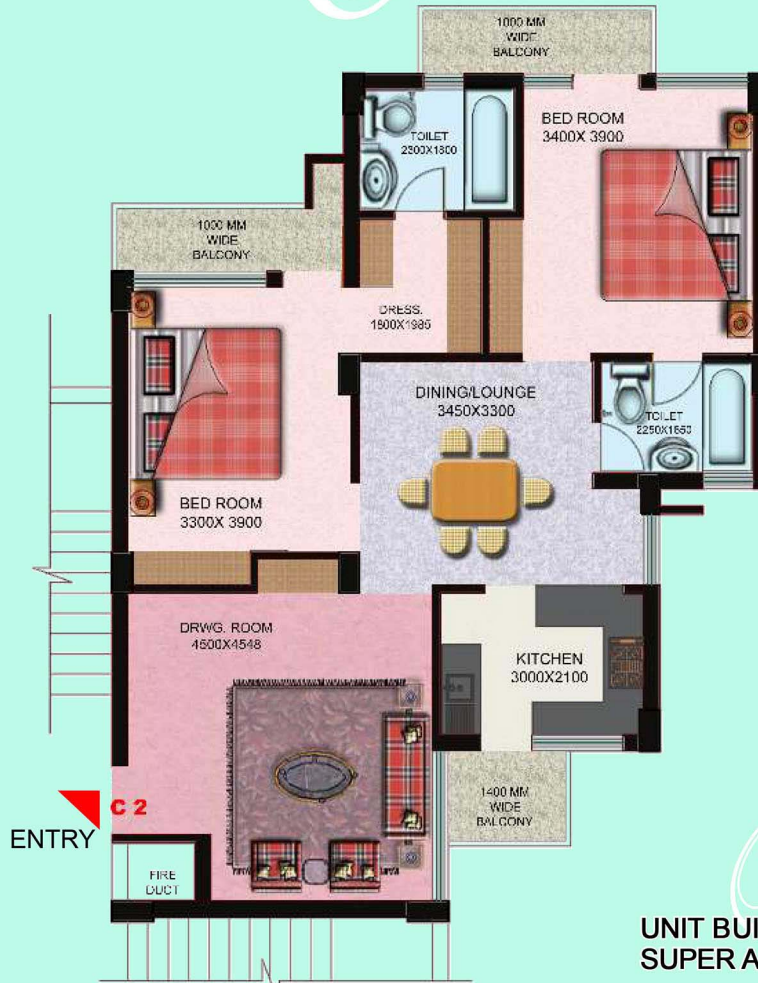 1000 MM
WIDE
BALCONY
TOILET
2300X1800
BED ROOM
3400X 3900
1000 MM
WIDE
BALCONY
DRESS.
1800X1985
DINING/LOUNGE
3450X3300
TOILET
2250X1650
BED ROOM
3300X 3900
DRWG. ROOM
4500X4548
KITCHEN
3000X2100
1400 MM
WIDE
BALCONY
C 2
ENTRY
FIRE
DUCT
UNIT BUI
SUPER A